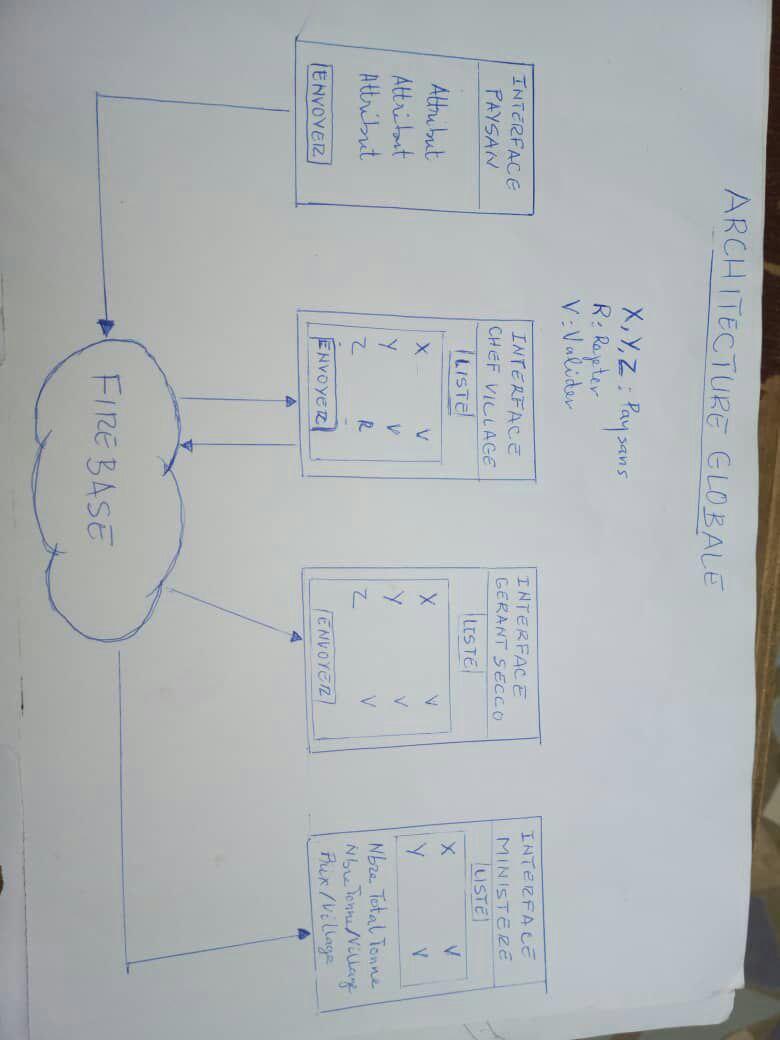 ARCHITECTURE GLOBALE
X, Y, Z : Paysans
R : Rejeter
V : Valider
INTERFACE
PAYSAN
Attribut
Attribut
Attribut
ENVOYER
INTERFACE
CHEF VILLAGE
LISTE
X V
Y V
Z R
ENVOYER
INTERFACE
GERANT SECCO
LISTE
X V
Y V
Z V
ENVOYER
INTERFACE
MINISTERE
LISTE
X V
Y V
Nbre Total Tonne
Nbre Tonne/Village
Prix/Village
FIREBASE